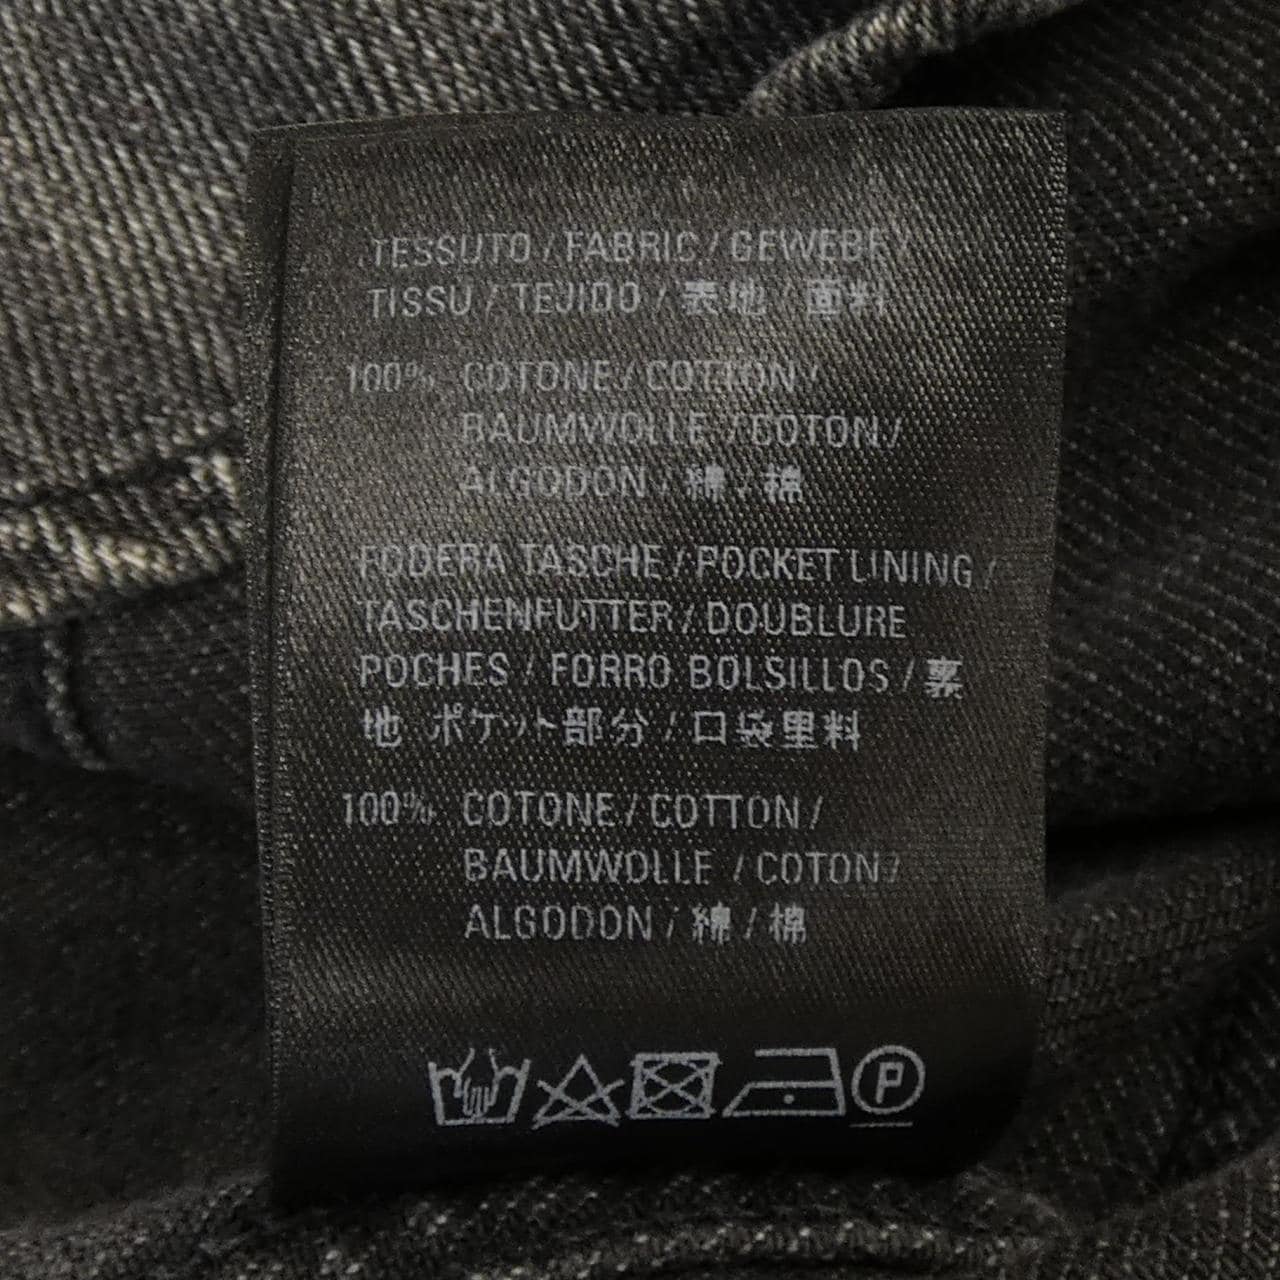 TESSUTO / FABRIC / GEWEBE /
TISSU / TEJIDO / 表地 / 面料
100% COTONE / COTTON /
BAUMWOLLE / COTON /
ALGODON / 綿 / 棉
FODERA TASCHE / POCKET LINING /
TASCHENFUTTER / DOUBLURE
POCHES / FORRO BOLSILLOS / 裏
地 ポケット部分 / 口袋里料
100% COTONE / COTTON /
BAUMWOLLE / COTON /
ALGODON / 綿 / 棉
P